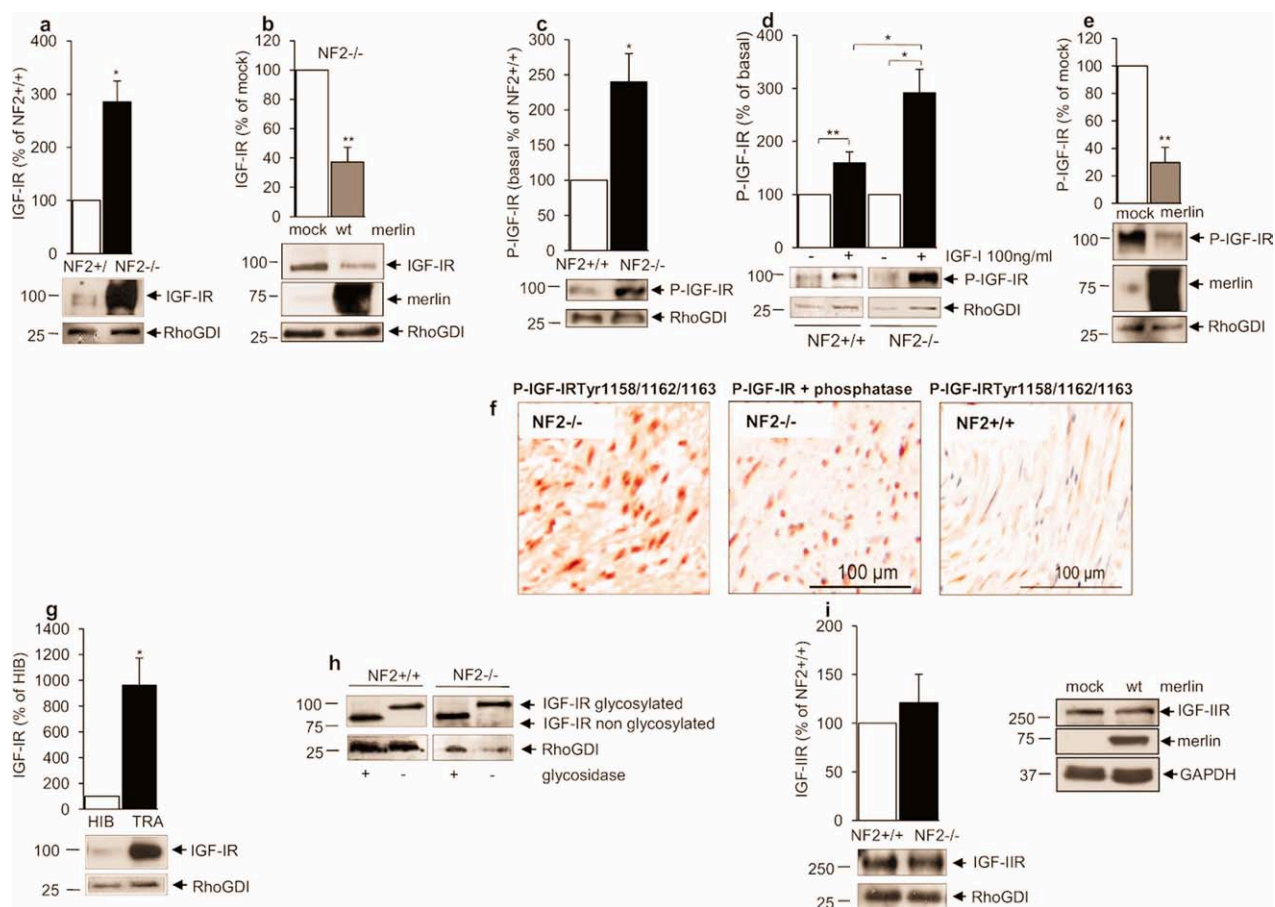 a
IGF-IR (% of NF2+/+)
400
300
200
100
0
*
NF2+/ NF2-/-
100
IGF-IR
25
RhoGDI
b
IGF-IR (% of mock)
NF2-/-
100
80
60
40
20
0
**
mock wt merlin
100
IGF-IR
75
merlin
25
RhoGDI
c
P-IGF-IR (basal % of NF2+/+)
300
250
200
150
100
50
0
*
NF2+/+ NF2-/-
100
P-IGF-IR
25
RhoGDI
d
P-IGF-IR (% of basal)
400
300
200
100
0
*
*
**
- + - + IGF-I 100ng/ml
100
P-IGF-IR
25
RhoGDI
NF2+/+ NF2-/-
e
P-IGF-IR (% of mock)
100
80
60
40
20
0
**
mock merlin
100
P-IGF-IR
75
merlin
25
RhoGDI
f
P-IGF-IRTyr1158/1162/1163 P-IGF-IR + phosphatase P-IGF-IRTyr1158/1162/1163
NF2-/- NF2-/- NF2+/+
100 µm 100 µm
g
IGF-IR (% of HIB)
1400
1200
1000
800
600
400
200
0
*
HIB TRA
100
IGF-IR
25
RhoGDI
h
NF2+/+ NF2-/-
100
IGF-IR glycosylated
75
IGF-IR non glycosylated
25
RhoGDI
+ - + - glycosidase
i
IGF-IIR (% of NF2+/+)
200
150
100
50
0
NF2+/+ NF2-/-
250
IGF-IIR
25
RhoGDI
mock wt merlin
250
IGF-IIR
75
merlin
37
GAPDH